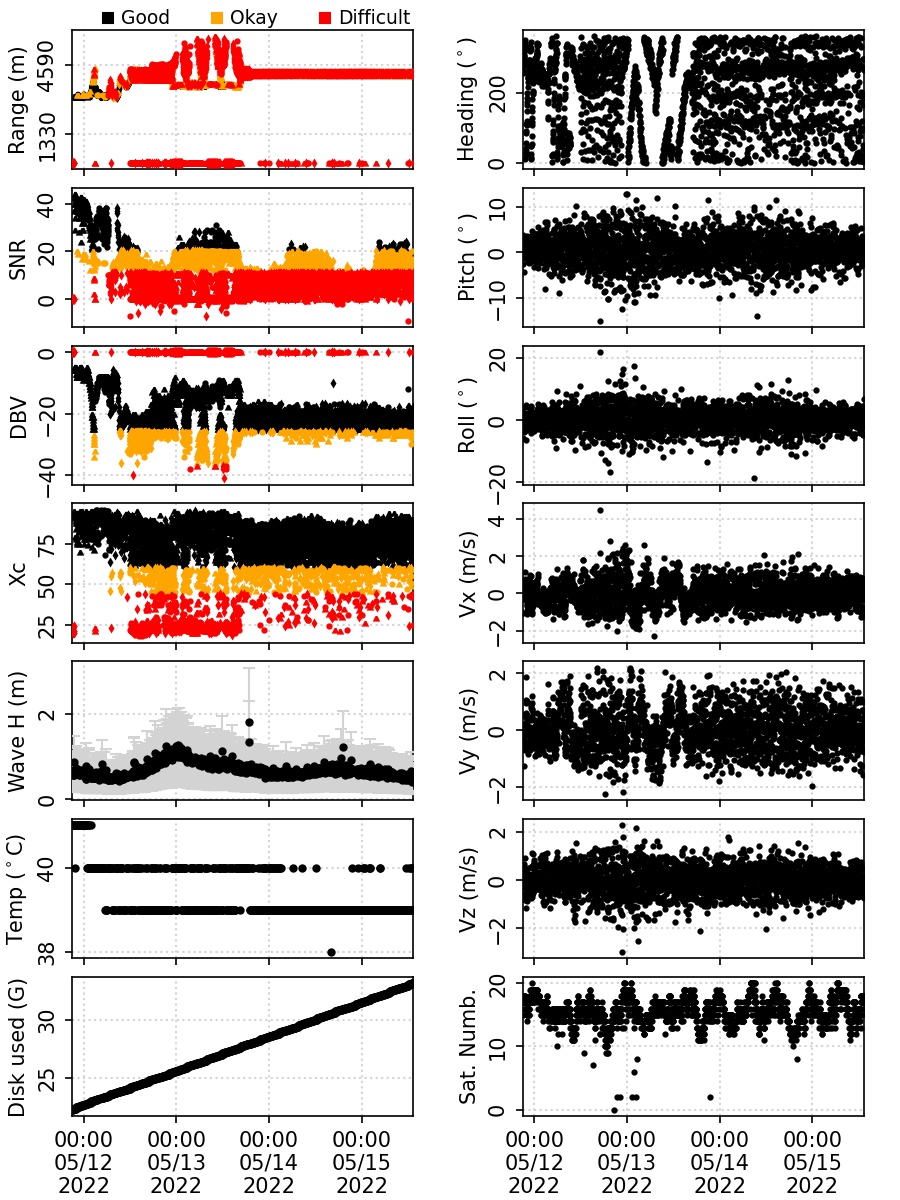 Good Okay Difficult
Range (m)
4590
1330
Heading (°)
200
0
SNR
40
20
0
Pitch (°)
10
0
−10
DBV
0
−20
−40
Roll (°)
20
0
−20
Xc
75
50
25
Vx (m/s)
4
2
0
−2
Wave H (m)
2
0
Vy (m/s)
2
0
−2
Temp (°C)
40
38
Vz (m/s)
2
0
−2
Disk used (G)
30
25
Sat. Numb.
20
10
0
00:00 00:00 00:00 00:00 00:00 00:00 00:00 00:00
05/12 05/13 05/14 05/15 05/12 05/13 05/14 05/15
2022 2022 2022 2022 2022 2022 2022 2022